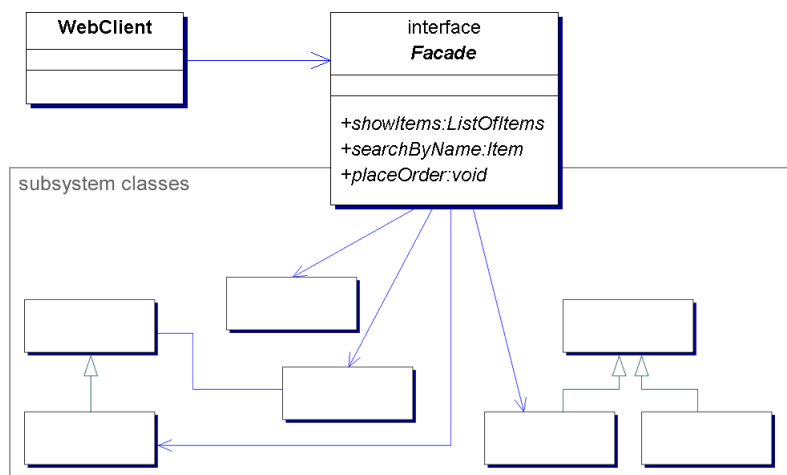 WebClient
interface
Facade
+showItems:ListOfItems
+searchByName:Item
+placeOrder:void
subsystem classes